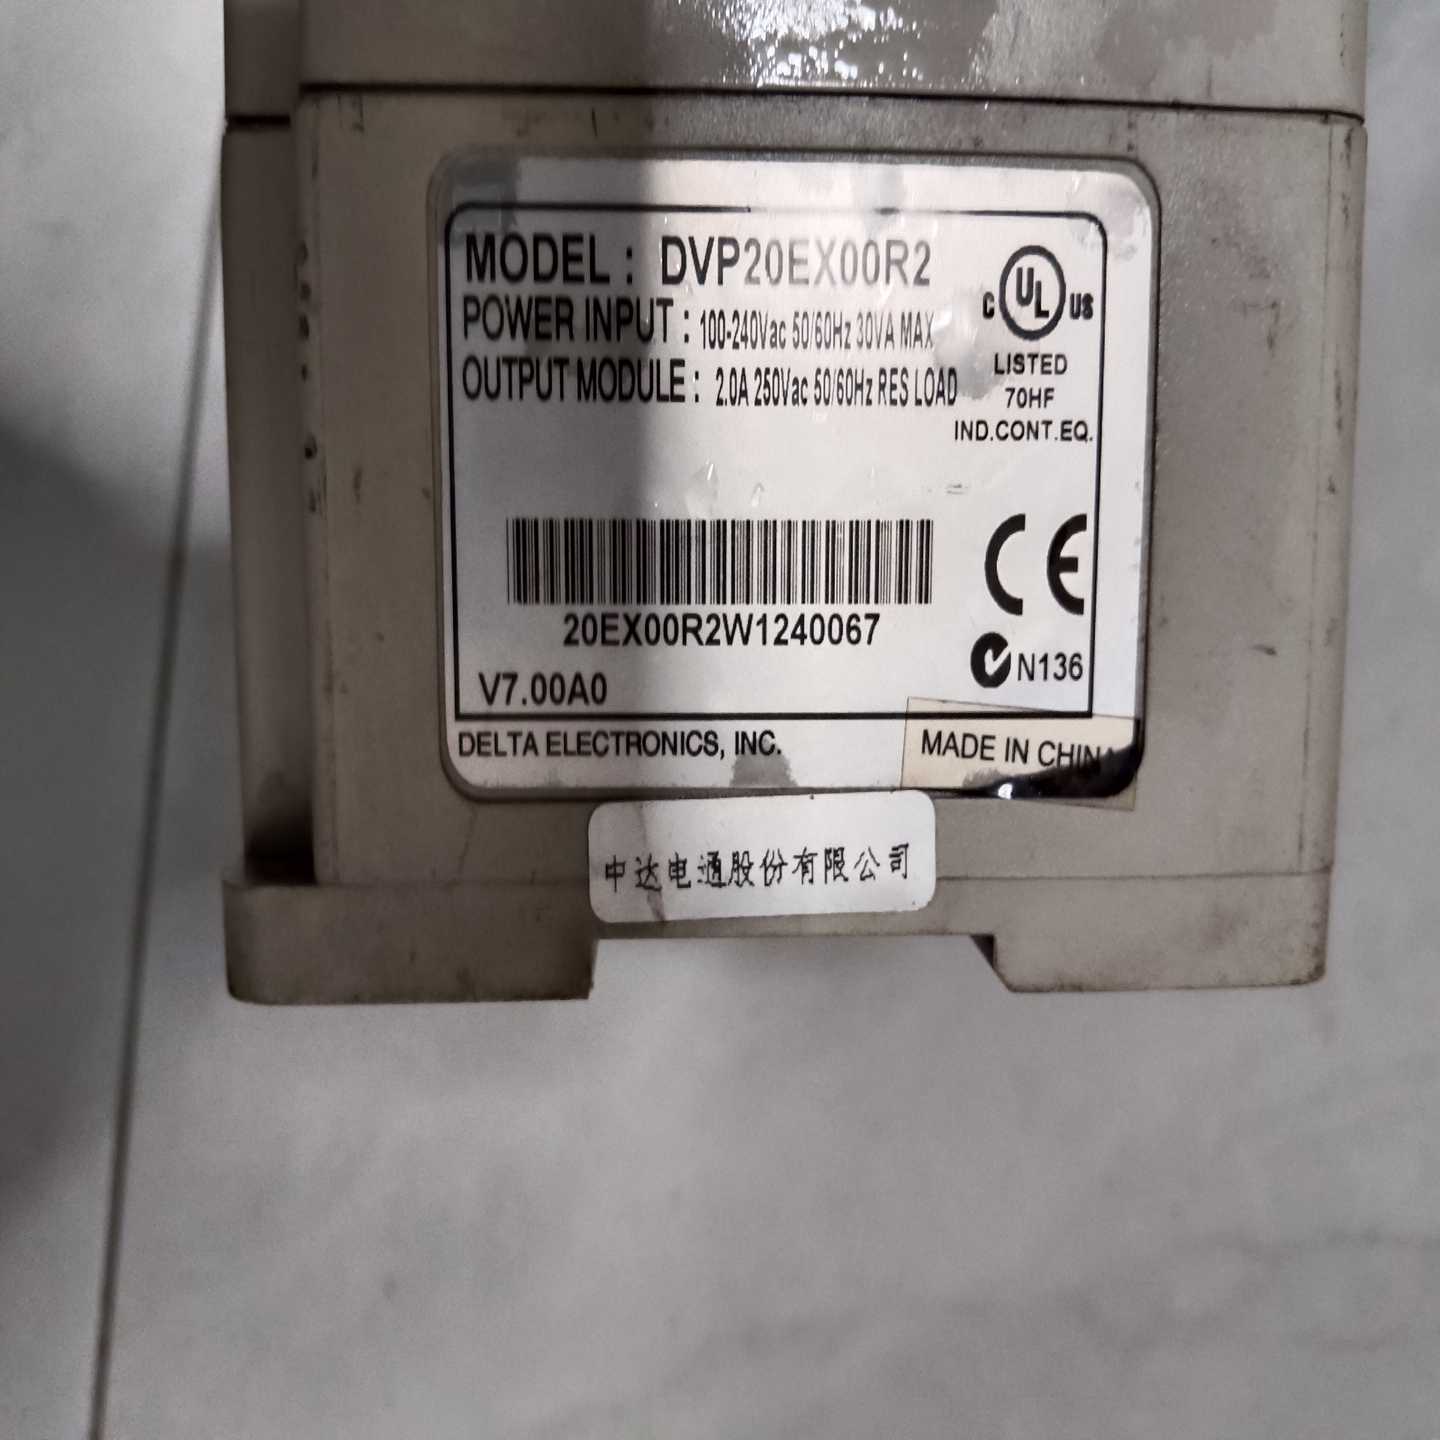 MODEL : DVP20EX00R2
POWER INPUT : 100-240Vac 50/60Hz 30VA MAX
OUTPUT MODULE : 2.0A 250Vac 50/60Hz RES LOAD
C UL US
LISTED
70HF
IND.CONT.EQ.
20EX00R2W1240067
CE
N136
V7.00A0
DELTA ELECTRONICS, INC.
MADE IN CHINA
中达电通股份有限公司